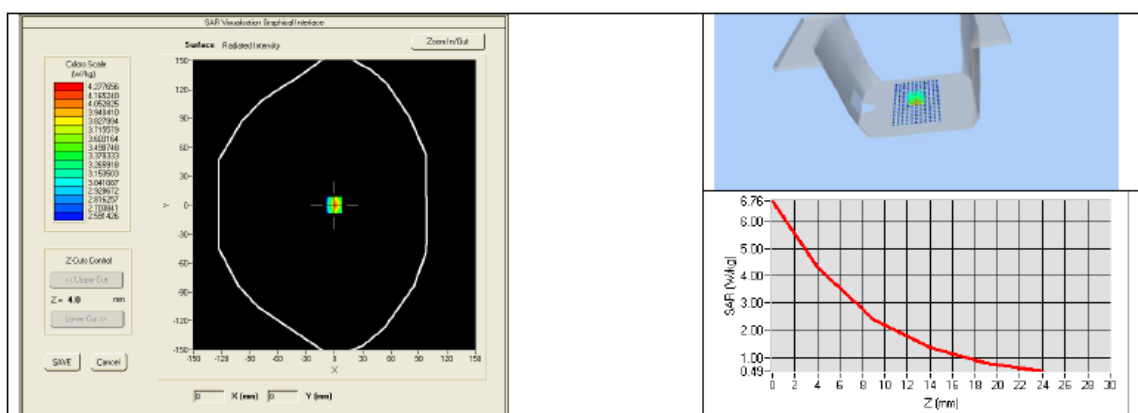 SAR Visualisation Graphical Interface
Surface Radiated Intensity
Zoom In/Out
Colors Scale
(W/kg)
4.277656
4.165240
4.052825
3.940410
3.827994
3.715579
3.603164
3.490748
3.378333
3.265918
3.153503
3.041087
2.928672
2.816257
2.703841
2.591426
Z-Cuts Control
<< Upper Cut
Z = 4.0 mm
Lower Cut >>
SAVE Cancel
150
120
90
60
30
0
-30
-60
-90
-120
-150
Y
-150 -120 -90 -60 -30 0 30 60 90 120 150
X
0 X (mm) 0 Y (mm)
6.76
6.00
5.00
4.00
3.00
2.00
1.00
0.49
SAR (W/kg)
0 2 4 6 8 10 12 14 16 18 20 22 24 26 28 30
Z (mm)